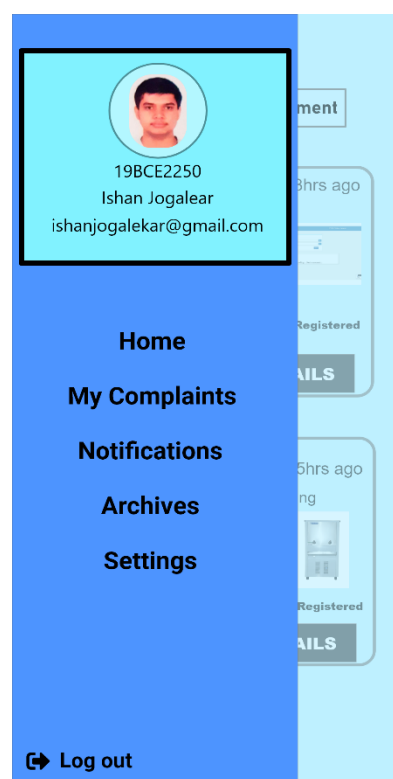 19BCE2250
Ishan Jogalear
ishanjogalekar@gmail.com
Home
My Complaints
Notifications
Archives
Settings
Log out
ment
3hrs ago
Registered
AILS
5hrs ago
ng
Registered
AILS